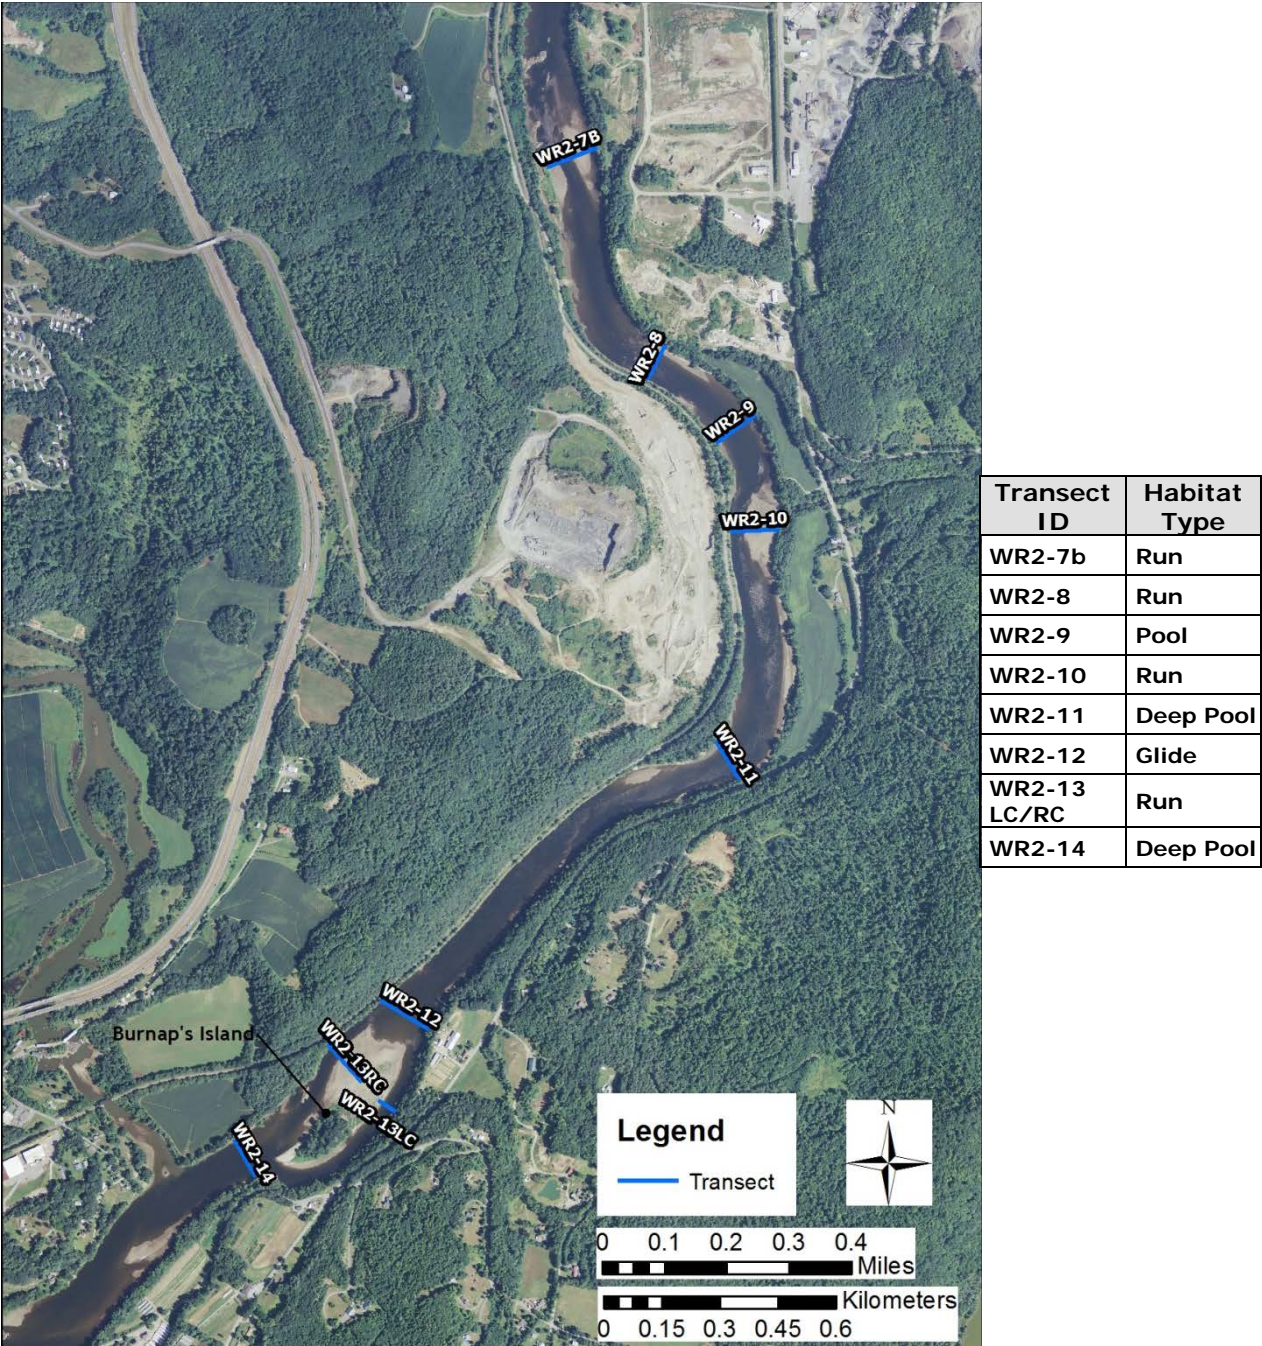 WR2-7B
WR2-8
WR2-9
WR2-10
WR2-11
WR2-12
WR2-13RC
Burnap's Island
WR2-13LC
WR2-14
Legend
Transect
N
0 0.1 0.2 0.3 0.4
Miles
Kilometers
0 0.15 0.3 0.45 0.6
Transect Habitat
ID Type
WR2-7b Run
WR2-8 Run
WR2-9 Pool
WR2-10 Run
WR2-11 Deep Pool
WR2-12 Glide
WR2-13
LC/RC Run
WR2-14 Deep Pool